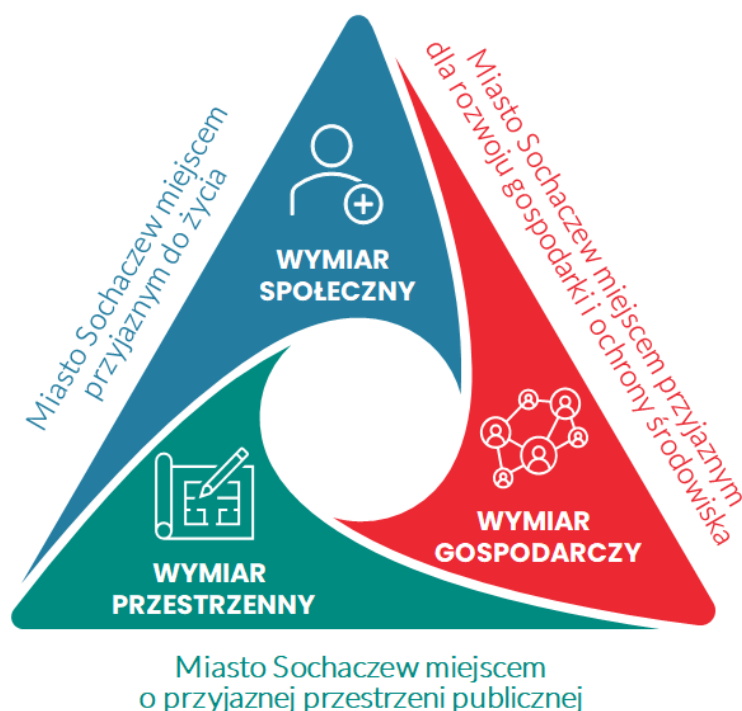 Miasto Sochaczew miejscem
przyjaznym do życia
Miasto Sochaczew miejscem przyjaznym
dla rozwoju gospodarki i ochrony środowiska
WYMIAR
SPOŁECZNY
WYMIAR
GOSPODARCZY
WYMIAR
PRZESTRZENNY
Miasto Sochaczew miejscem
o przyjaznej przestrzeni publicznej